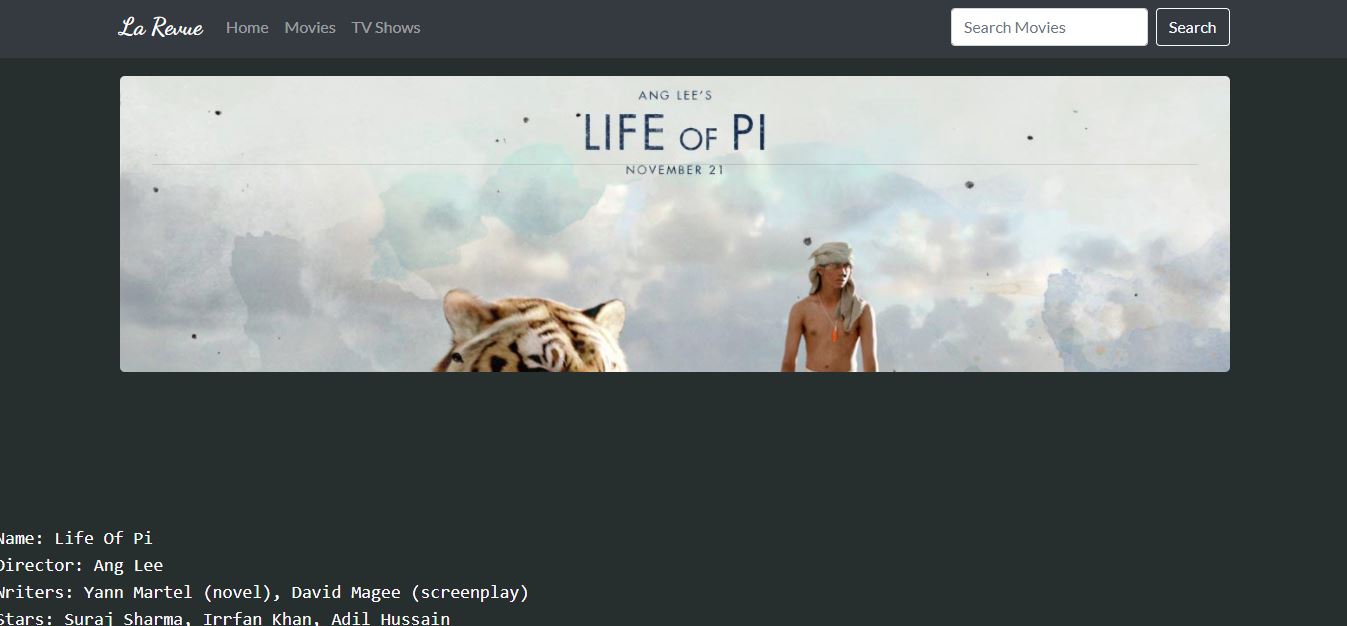 La Revue Home Movies TV Shows Search Movies Search
ANG LEE'S
LIFE OF PI
NOVEMBER 21
Name: Life Of Pi
Director: Ang Lee
Writers: Yann Martel (novel), David Magee (screenplay)
Stars: Suraj Sharma, Irrfan Khan, Adil Hussain